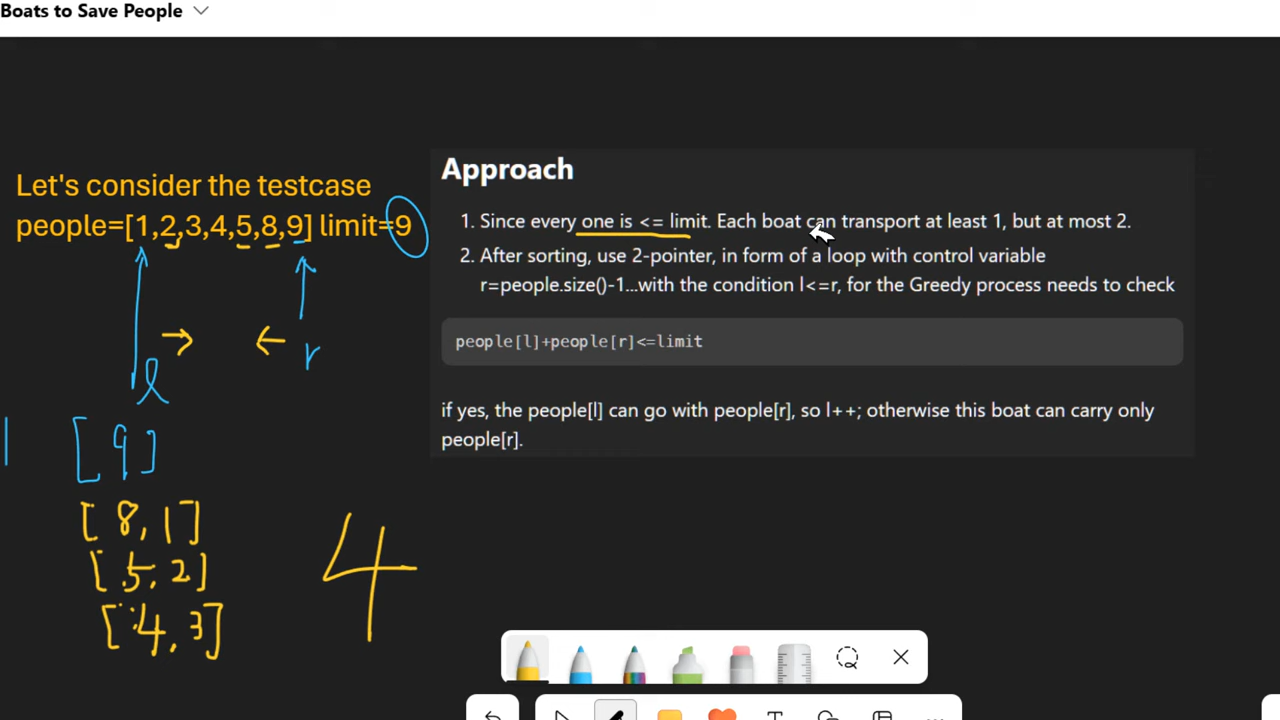 Boats to Save People
Let's consider the testcase
people=[1,2,3,4,5,8,9] limit=9
l
r
[9]
[8,1]
[5,2]
[4,3]
4
Approach
1. Since every one is <= limit. Each boat can transport at least 1, but at most 2.
2. After sorting, use 2-pointer, in form of a loop with control variable
r=people.size()-1...with the condition l<=r, for the Greedy process needs to check
people[l]+people[r]<=limit
if yes, the people[l] can go with people[r], so l++; otherwise this boat can carry only
people[r].